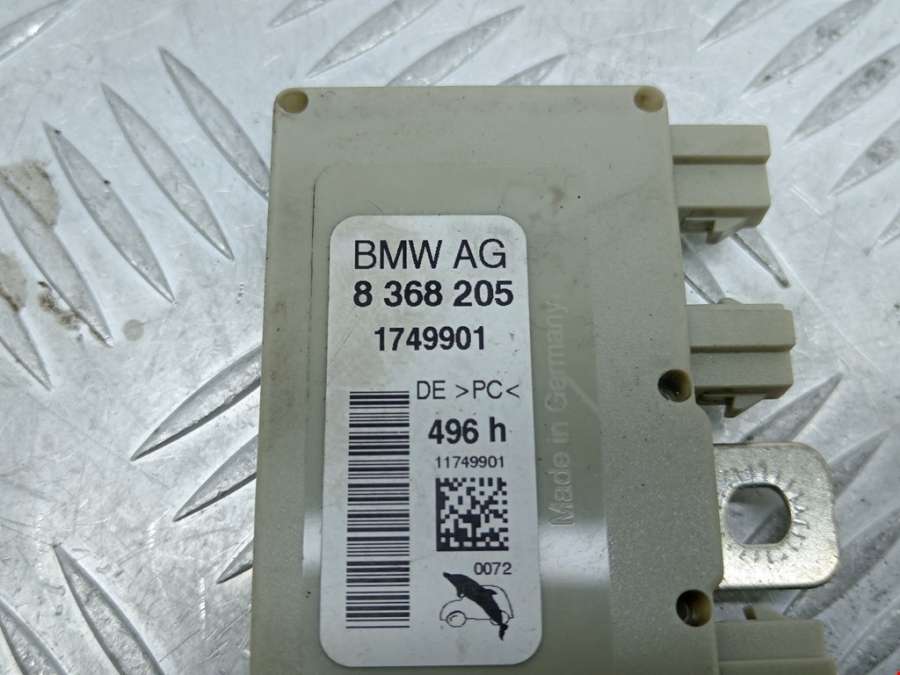 BMW AG
8 368 205
1749901
DE >PC<
496 h
11749901
0072
Made in Germany